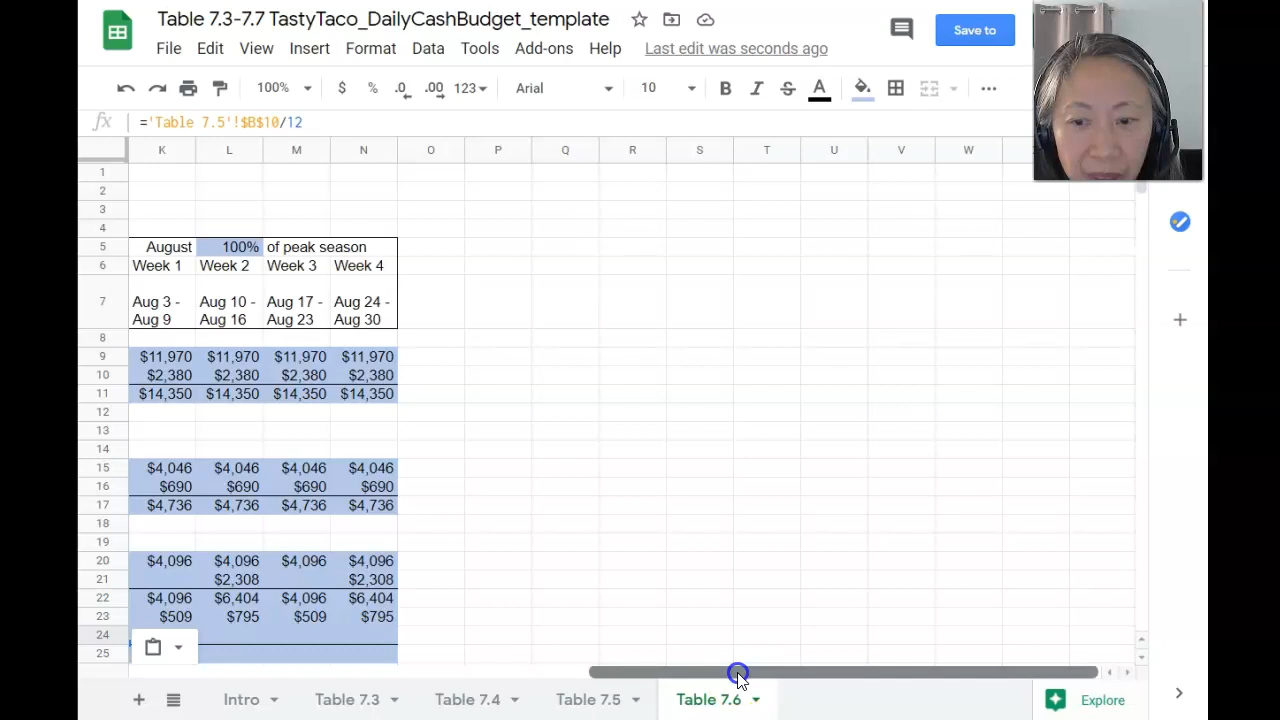 Table 7.3-7.7 TastyTaco_DailyCashBudget_template
File Edit View Insert Format Data Tools Add-ons Help Last edit was seconds ago
Save to
100% $ % .0 .00 123 Arial 10 B I S A
fx ='Table 7.5'!$B$10/12
K L M N O P Q R S T U V W
1
2
3
4
5 August 100% of peak season
6 Week 1 Week 2 Week 3 Week 4
7 Aug 3 - Aug 10 - Aug 17 - Aug 24 -
Aug 9 Aug 16 Aug 23 Aug 30
8
9 $11,970 $11,970 $11,970 $11,970
10 $2,380 $2,380 $2,380 $2,380
11 $14,350 $14,350 $14,350 $14,350
12
13
14
15 $4,046 $4,046 $4,046 $4,046
16 $690 $690 $690 $690
17 $4,736 $4,736 $4,736 $4,736
18
19
20 $4,096 $4,096 $4,096 $4,096
21 $2,308 $2,308
22 $4,096 $6,404 $4,096 $6,404
23 $509 $795 $509 $795
24
25
Intro Table 7.3 Table 7.4 Table 7.5 Table 7.6 Explore